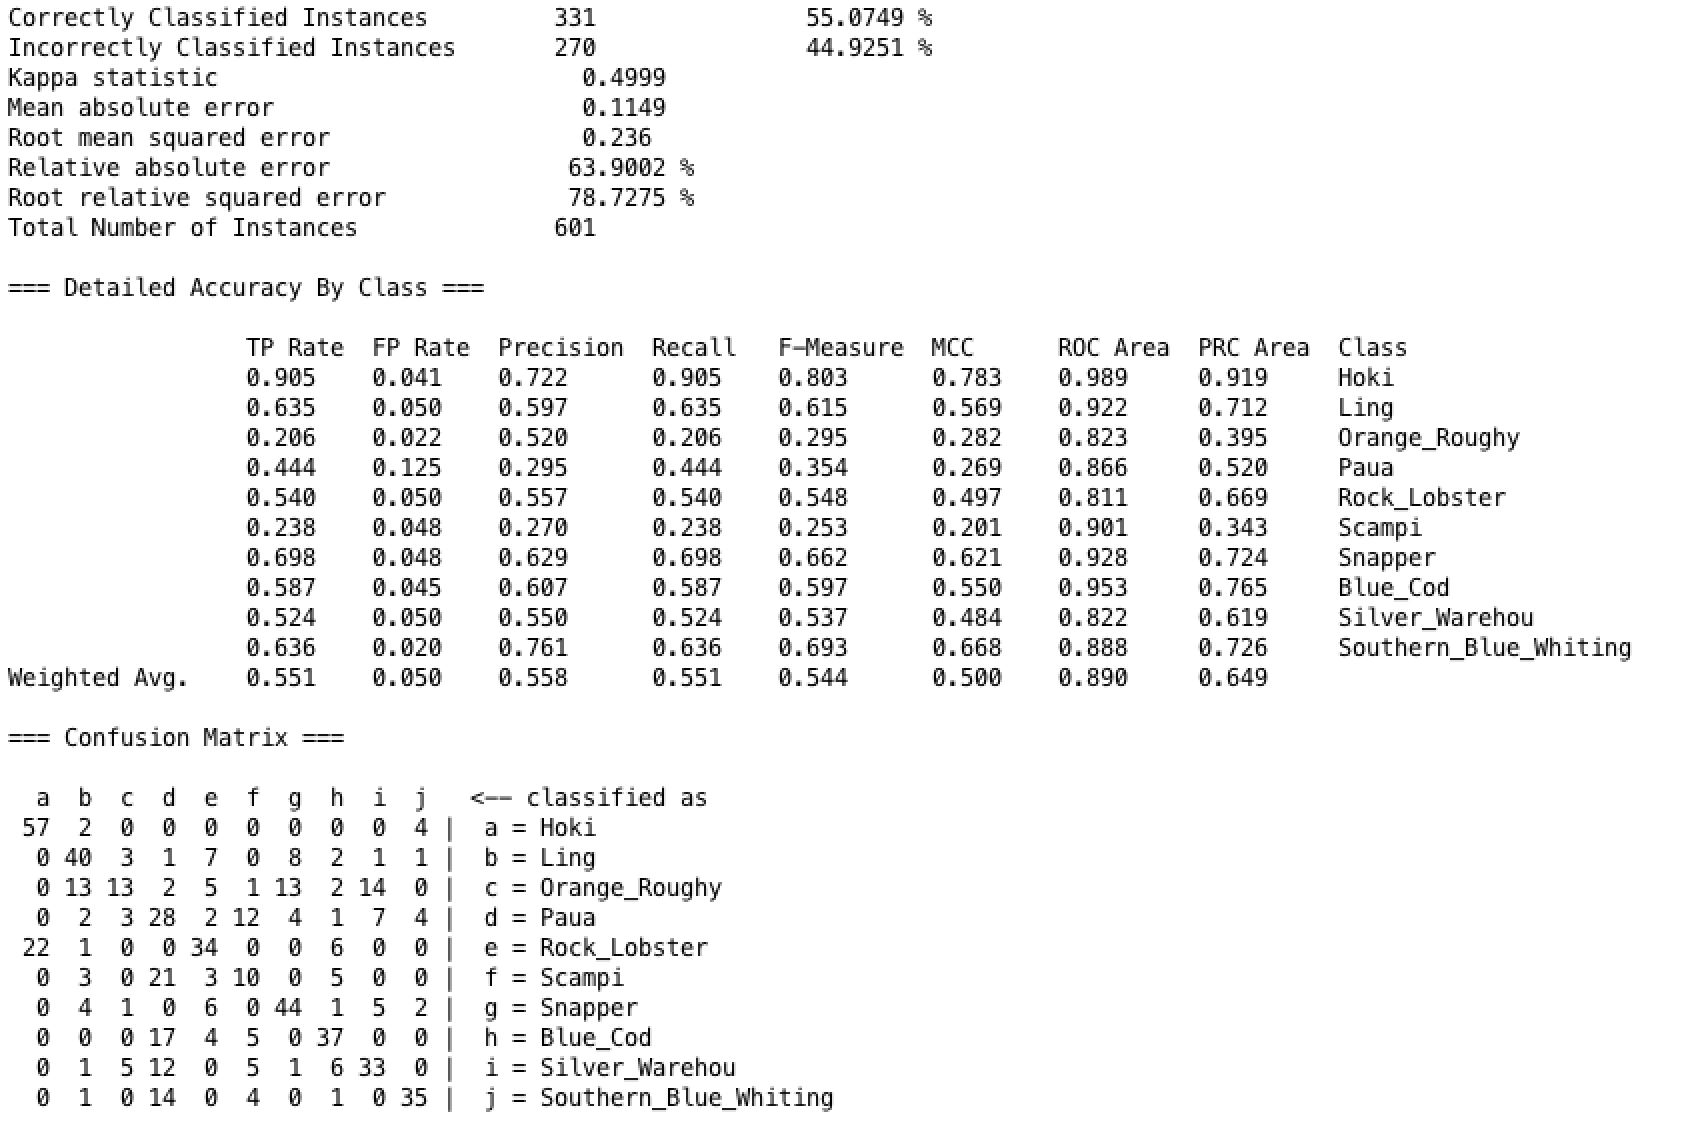 Correctly Classified Instances         331               55.0749 %
Incorrectly Classified Instances       270               44.9251 %
Kappa statistic                          0.4999
Mean absolute error                      0.1149
Root mean squared error                  0.236
Relative absolute error                 63.9002 %
Root relative squared error             78.7275 %
Total Number of Instances              601
=== Detailed Accuracy By Class ===
                 TP Rate  FP Rate  Precision  Recall   F-Measure  MCC      ROC Area  PRC Area  Class
                 0.905    0.041    0.722      0.905    0.803      0.783    0.989     0.919     Hoki
                 0.635    0.050    0.597      0.635    0.615      0.569    0.922     0.712     Ling
                 0.206    0.022    0.520      0.206    0.295      0.282    0.823     0.395     Orange_Roughy
                 0.444    0.125    0.295      0.444    0.354      0.269    0.866     0.520     Paua
                 0.540    0.050    0.557      0.540    0.548      0.497    0.811     0.669     Rock_Lobster
                 0.238    0.048    0.270      0.238    0.253      0.201    0.901     0.343     Scampi
                 0.698    0.048    0.629      0.698    0.662      0.621    0.928     0.724     Snapper
                 0.587    0.045    0.607      0.587    0.597      0.550    0.953     0.765     Blue_Cod
                 0.524    0.050    0.550      0.524    0.537      0.484    0.822     0.619     Silver_Warehou
                 0.636    0.020    0.761      0.636    0.693      0.668    0.888     0.726     Southern_Blue_Whiting
Weighted Avg.    0.551    0.050    0.558      0.551    0.544      0.500    0.890     0.649
=== Confusion Matrix ===
  a  b  c  d  e  f  g  h  i  j   <-- classified as
 57  2  0  0  0  0  0  0  0  4 |  a = Hoki
  0 40  3  1  7  0  8  2  1  1 |  b = Ling
  0 13 13  2  5  1 13  2 14  0 |  c = Orange_Roughy
  0  2  3 28  2 12  4  1  7  4 |  d = Paua
 22  1  0  0 34  0  0  6  0  0 |  e = Rock_Lobster
  0  3  0 21  3 10  0  5  0  0 |  f = Scampi
  0  4  1  0  6  0 44  1  5  2 |  g = Snapper
  0  0  0 17  4  5  0 37  0  0 |  h = Blue_Cod
  0  1  5 12  0  5  1  6 33  0 |  i = Silver_Warehou
  0  1  0 14  0  4  0  1  0 35 |  j = Southern_Blue_Whiting